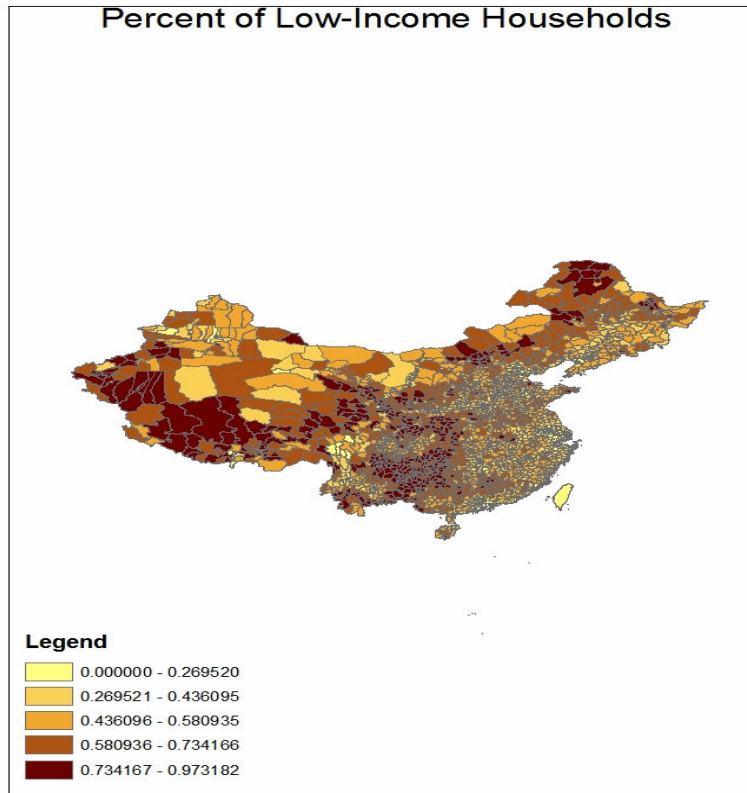 Percent of Low-Income Households
Legend
0.000000 - 0.269520
0.269521 - 0.436095
0.436096 - 0.580935
0.580936 - 0.734166
0.734167 - 0.973182